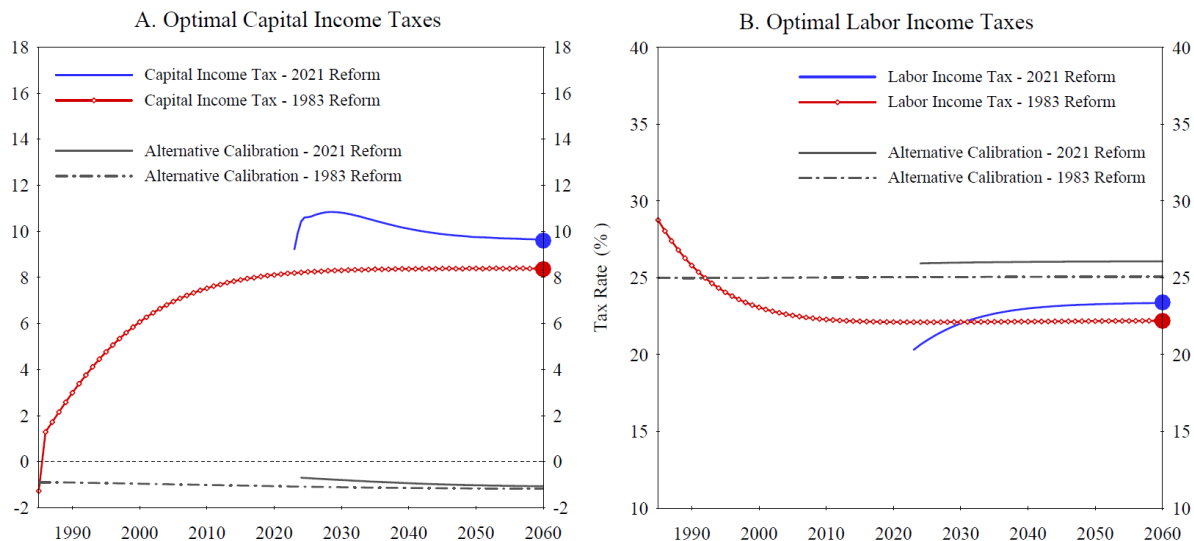 A. Optimal Capital Income Taxes
18 18
16 16
14 14
12 12
10 10
8 8
6 6
4 4
2 2
0 0
-2 -2
1990 2000 2010 2020 2030 2040 2050 2060
Capital Income Tax - 2021 Reform
Capital Income Tax - 1983 Reform
Alternative Calibration - 2021 Reform
Alternative Calibration - 1983 Reform
B. Optimal Labor Income Taxes
Tax Rate (%)
40 40
35 35
30 30
25 25
20 20
15 15
10 10
1990 2000 2010 2020 2030 2040 2050 2060
Labor Income Tax - 2021 Reform
Labor Income Tax - 1983 Reform
Alternative Calibration - 2021 Reform
Alternative Calibration - 1983 Reform